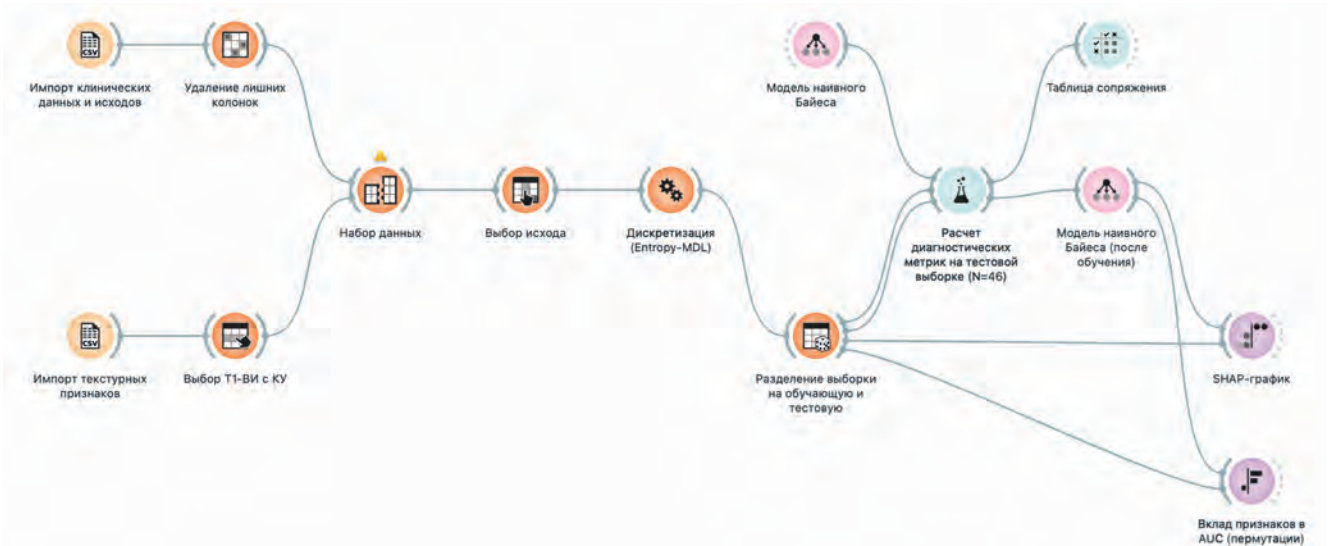 Импорт клинических
данных и исходов
Удаление лишних
колонок
Модель наивного
Байеса
Таблица сопряжения
Набор данных
Выбор исхода
Дискретизация
(Entropy-MDL)
Расчет
диагностических
метрик на тестовой
выборке (N=46)
Модель наивного
Байеса (после
обучения)
CSV
CSV
Импорт текстурных
признаков
Выбор Т1-ВИ с КУ
Разделение выборки
на обучающую и
тестовую
SHAP-график
Вклад признаков в
AUC (пермутации)